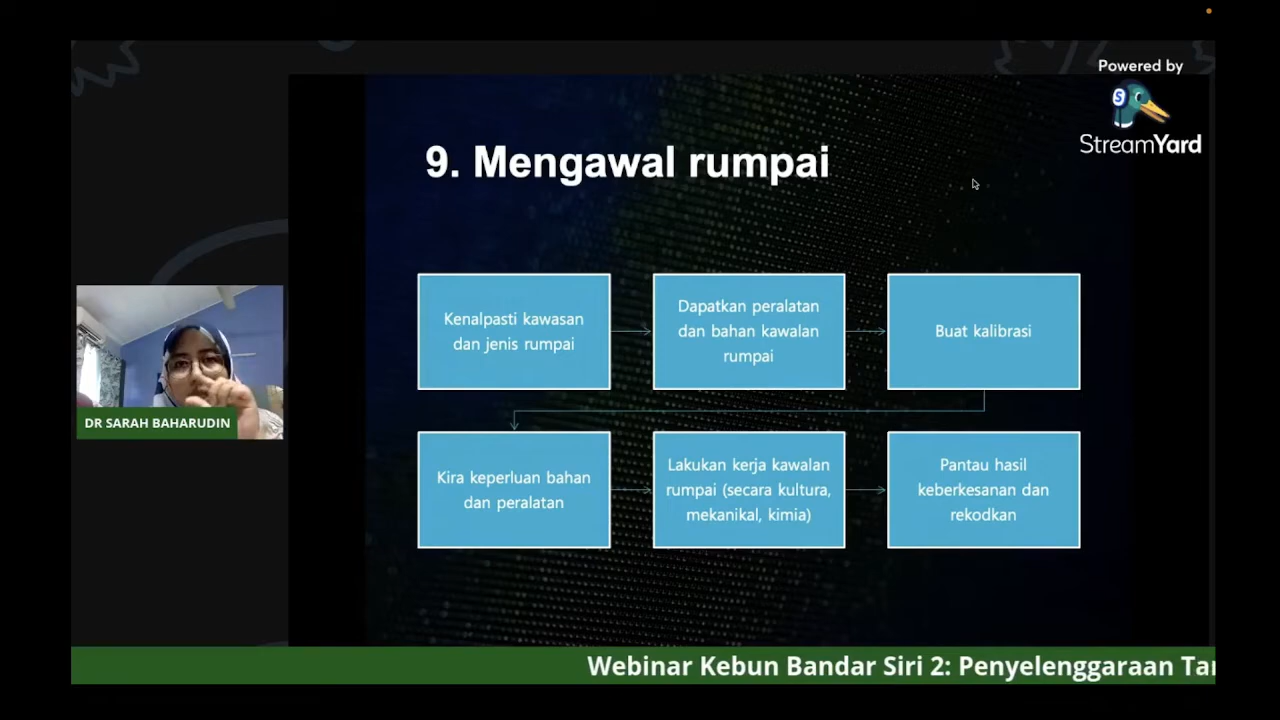 Powered by
S
StreamYard
9. Mengawal rumpai
Kenalpasti kawasan
dan jenis rumpai
Dapatkan peralatan
dan bahan kawalan
rumpai
Buat kalibrasi
Kira keperluan bahan
dan peralatan
Lakukan kerja kawalan
rumpai (secara kultura,
mekanikal, kimia)
Pantau hasil
keberkesanan dan
rekodkan
DR SARAH BAHARUDIN
Webinar Kebun Bandar Siri 2: Penyelenggaraan